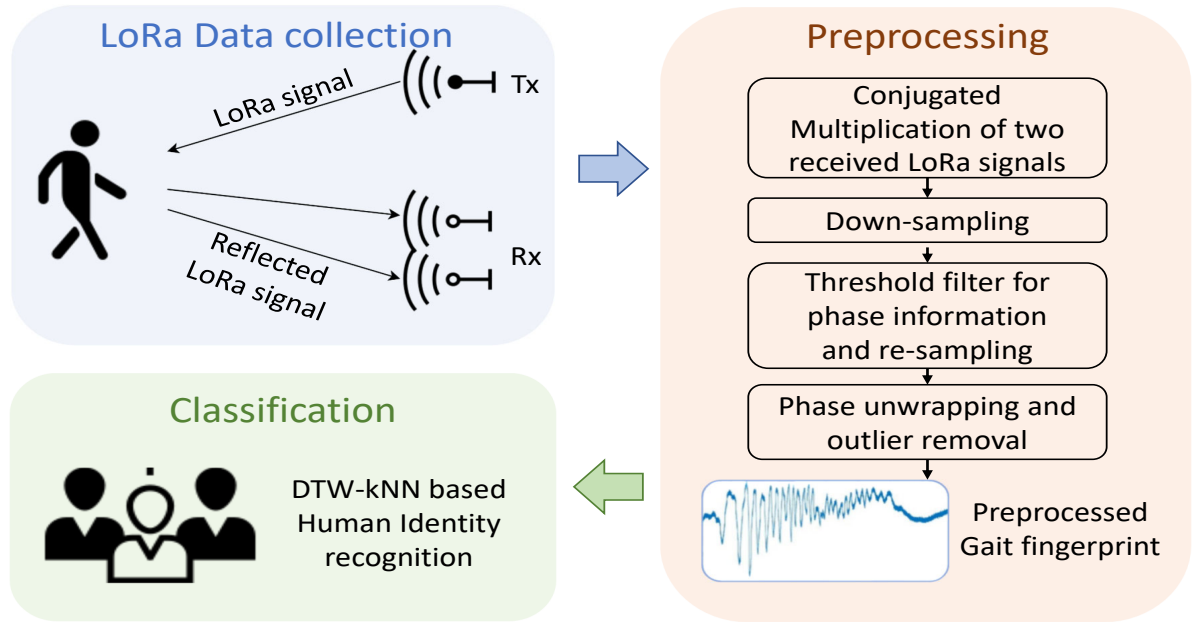 LoRa Data collection
LoRa signal
Tx
Rx
Reflected
LoRa signal
Preprocessing
Conjugated
Multiplication of two
received LoRa signals
Down-sampling
Threshold filter for
phase information
and re-sampling
Phase unwrapping and
outlier removal
Preprocessed
Gait fingerprint
Classification
DTW-kNN based
Human Identity
recognition